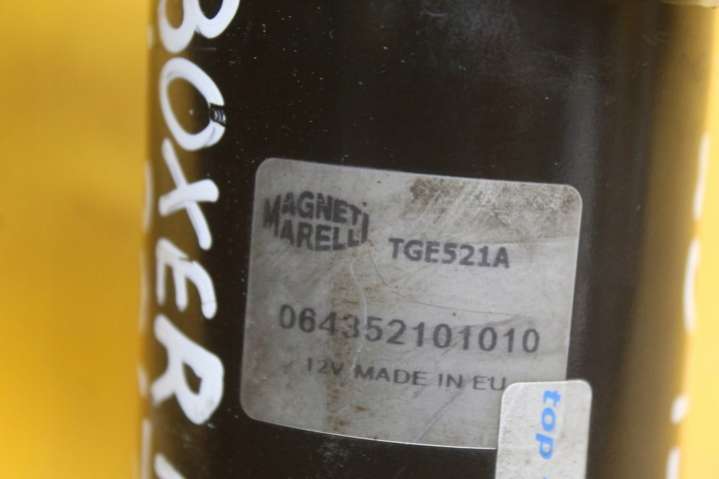 BOXER
MAGNETI
MARELLI
TGE521A
064352101010
12V MADE IN EU
top